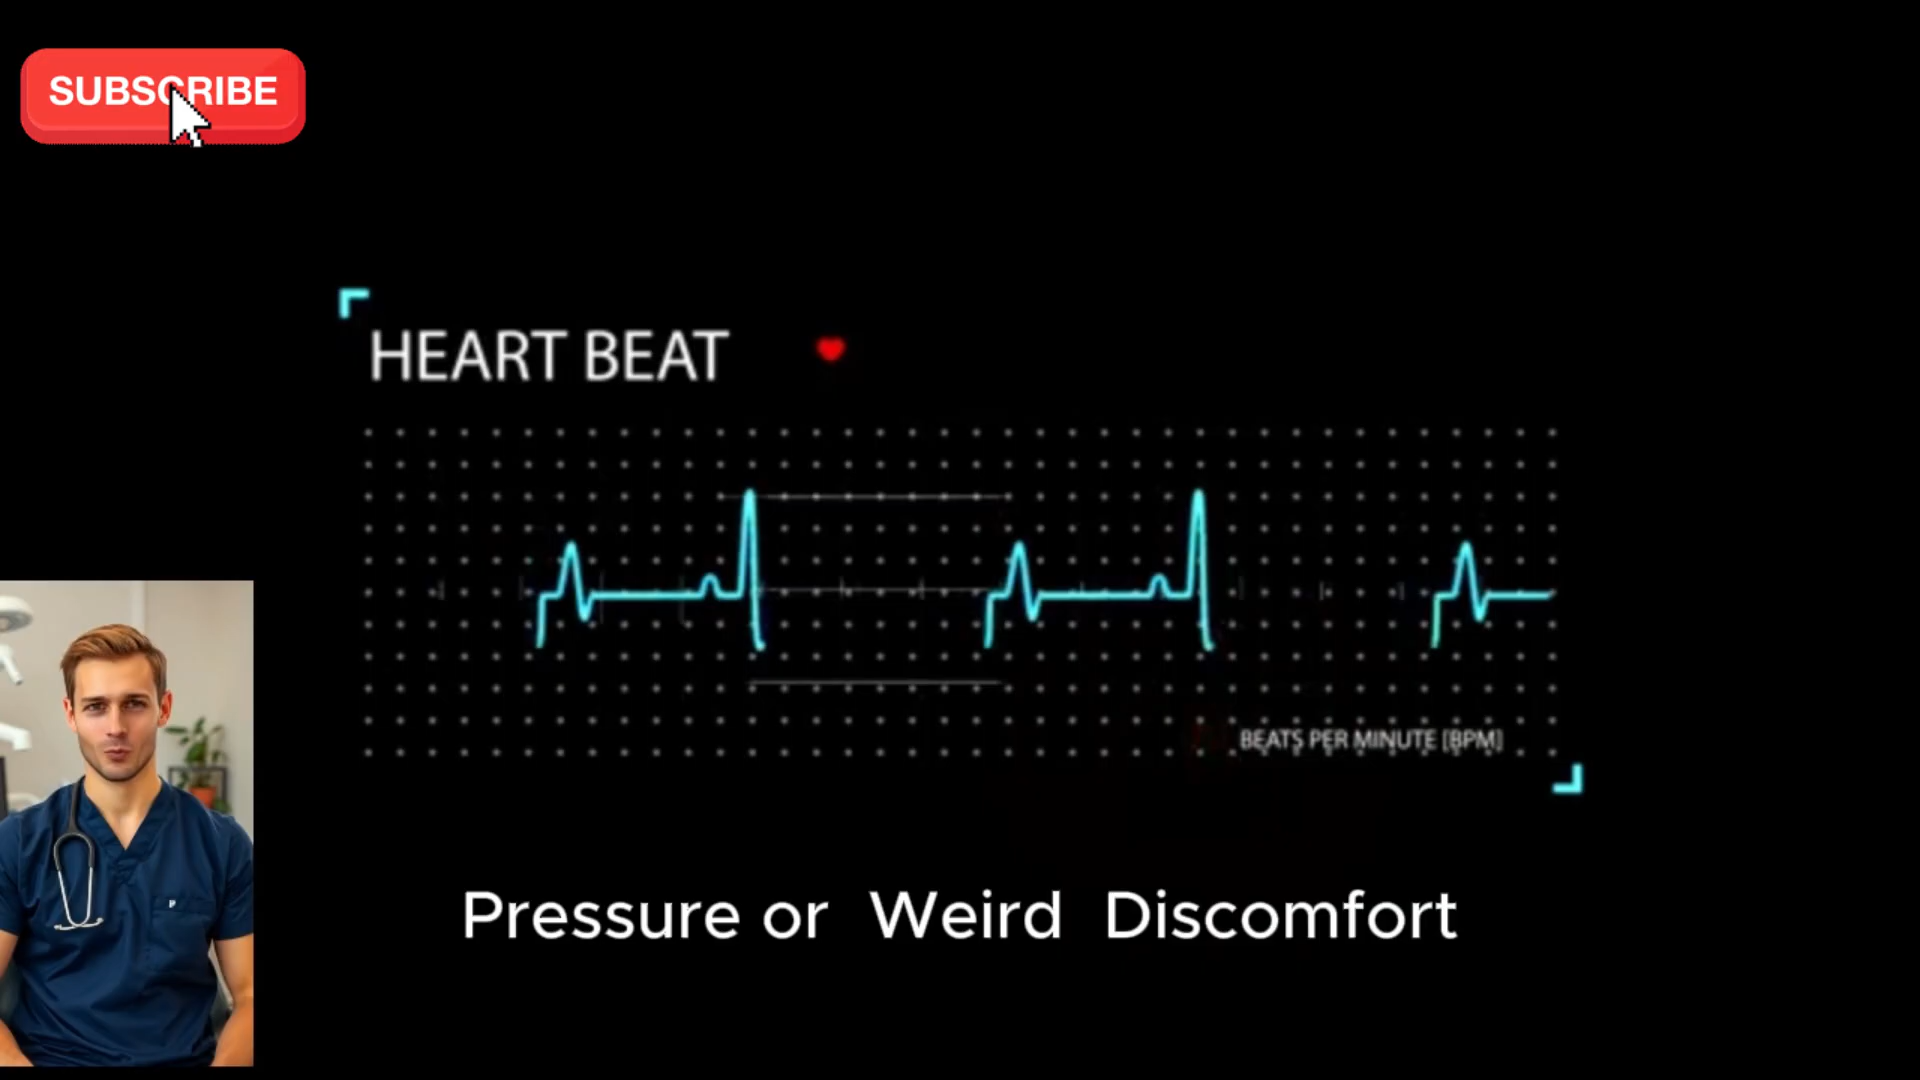 SUBSCRIBE
HEART BEAT
BEATS PER MINUTE [BPM]
Pressure or Weird Discomfort